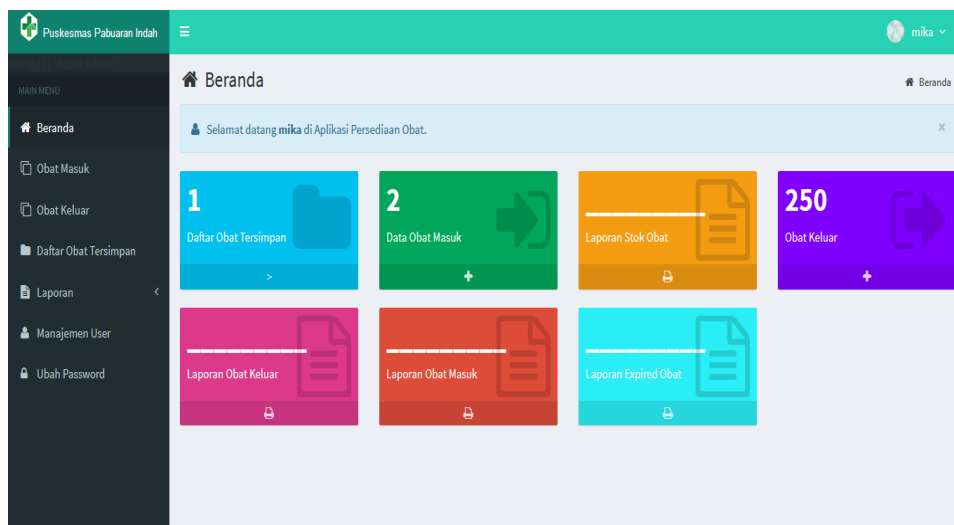 Puskesmas Pabuaran Indah
mika
MAIN MENU
Beranda
Obat Masuk
Obat Keluar
Daftar Obat Tersimpan
Laporan
Manajemen User
Ubah Password
Beranda
Beranda
Selamat datang mika di Aplikasi Persediaan Obat.
x
1
Daftar Obat Tersimpan
>
2
Data Obat Masuk
Laporan Stok Obat
250
Obat Keluar
Laporan Obat Keluar
Laporan Obat Masuk
Laporan Expired Obat